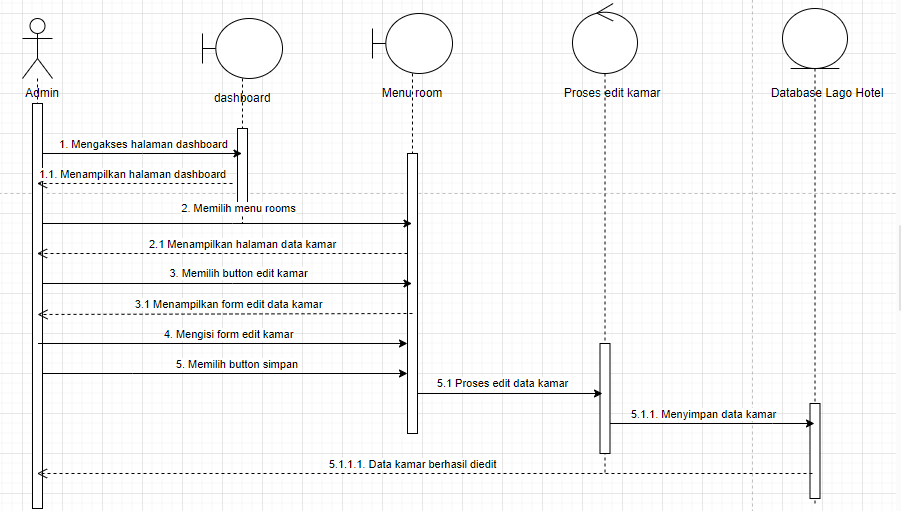 Admin
dashboard
Menu room
Proses edit kamar
Database Lago Hotel
1. Mengakses halaman dashboard
1.1. Menampilkan halaman dashboard
2. Memilih menu rooms
2.1 Menampilkan halaman data kamar
3. Memilih button edit kamar
3.1 Menampilkan form edit data kamar
4. Mengisi form edit kamar
5. Memilih button simpan
5.1 Proses edit data kamar
5.1.1. Menyimpan data kamar
5.1.1.1. Data kamar berhasil diedit